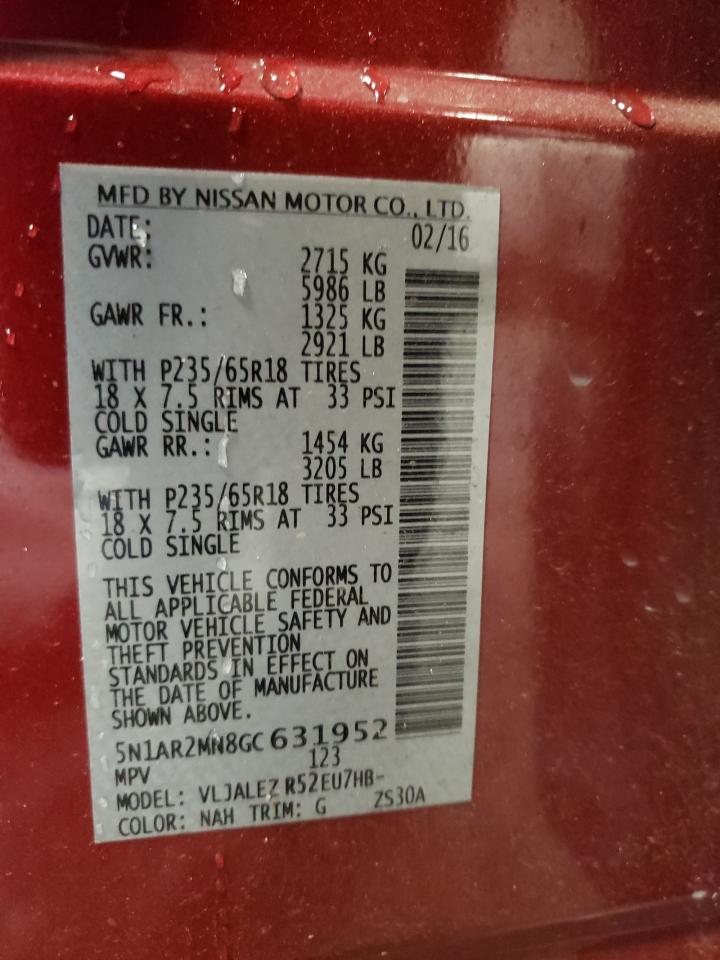 MFD BY NISSAN MOTOR CO., LTD.
DATE: 02/16
GVWR: 2715 KG
5986 LB
GAWR FR.: 1325 KG
2921 LB
WITH P235/65R18 TIRES
18 X 7.5 RIMS AT 33 PSI
COLD SINGLE
GAWR RR.: 1454 KG
3205 LB
WITH P235/65R18 TIRES
18 X 7.5 RIMS AT 33 PSI
COLD SINGLE
THIS VEHICLE CONFORMS TO
ALL APPLICABLE FEDERAL
MOTOR VEHICLE SAFETY AND
THEFT PREVENTION
STANDARDS IN EFFECT ON
THE DATE OF MANUFACTURE
SHOWN ABOVE.
5N1AR2MN8GC631952
MPV 123
MODEL: VLJALEZ R52EU7HB-
COLOR: NAH TRIM: G ZS30A